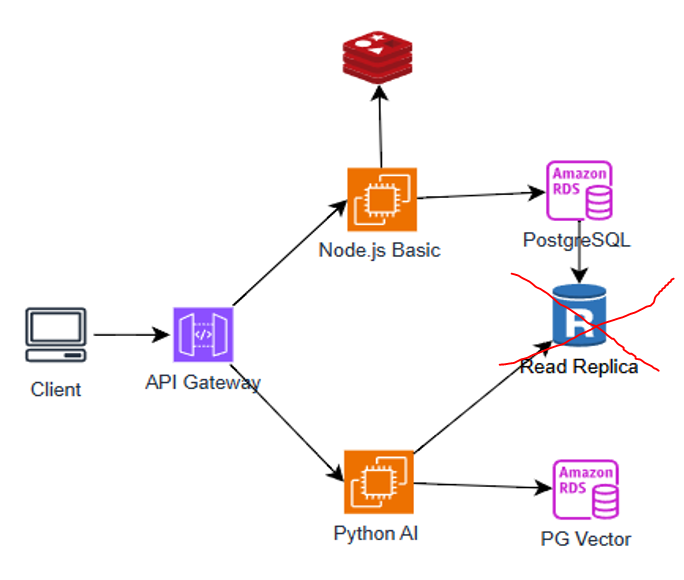 Amazon
RDS
Node.js Basic
PostgreSQL
</>
R
Client
API Gateway
Read Replica
Amazon
RDS
Python AI
PG Vector